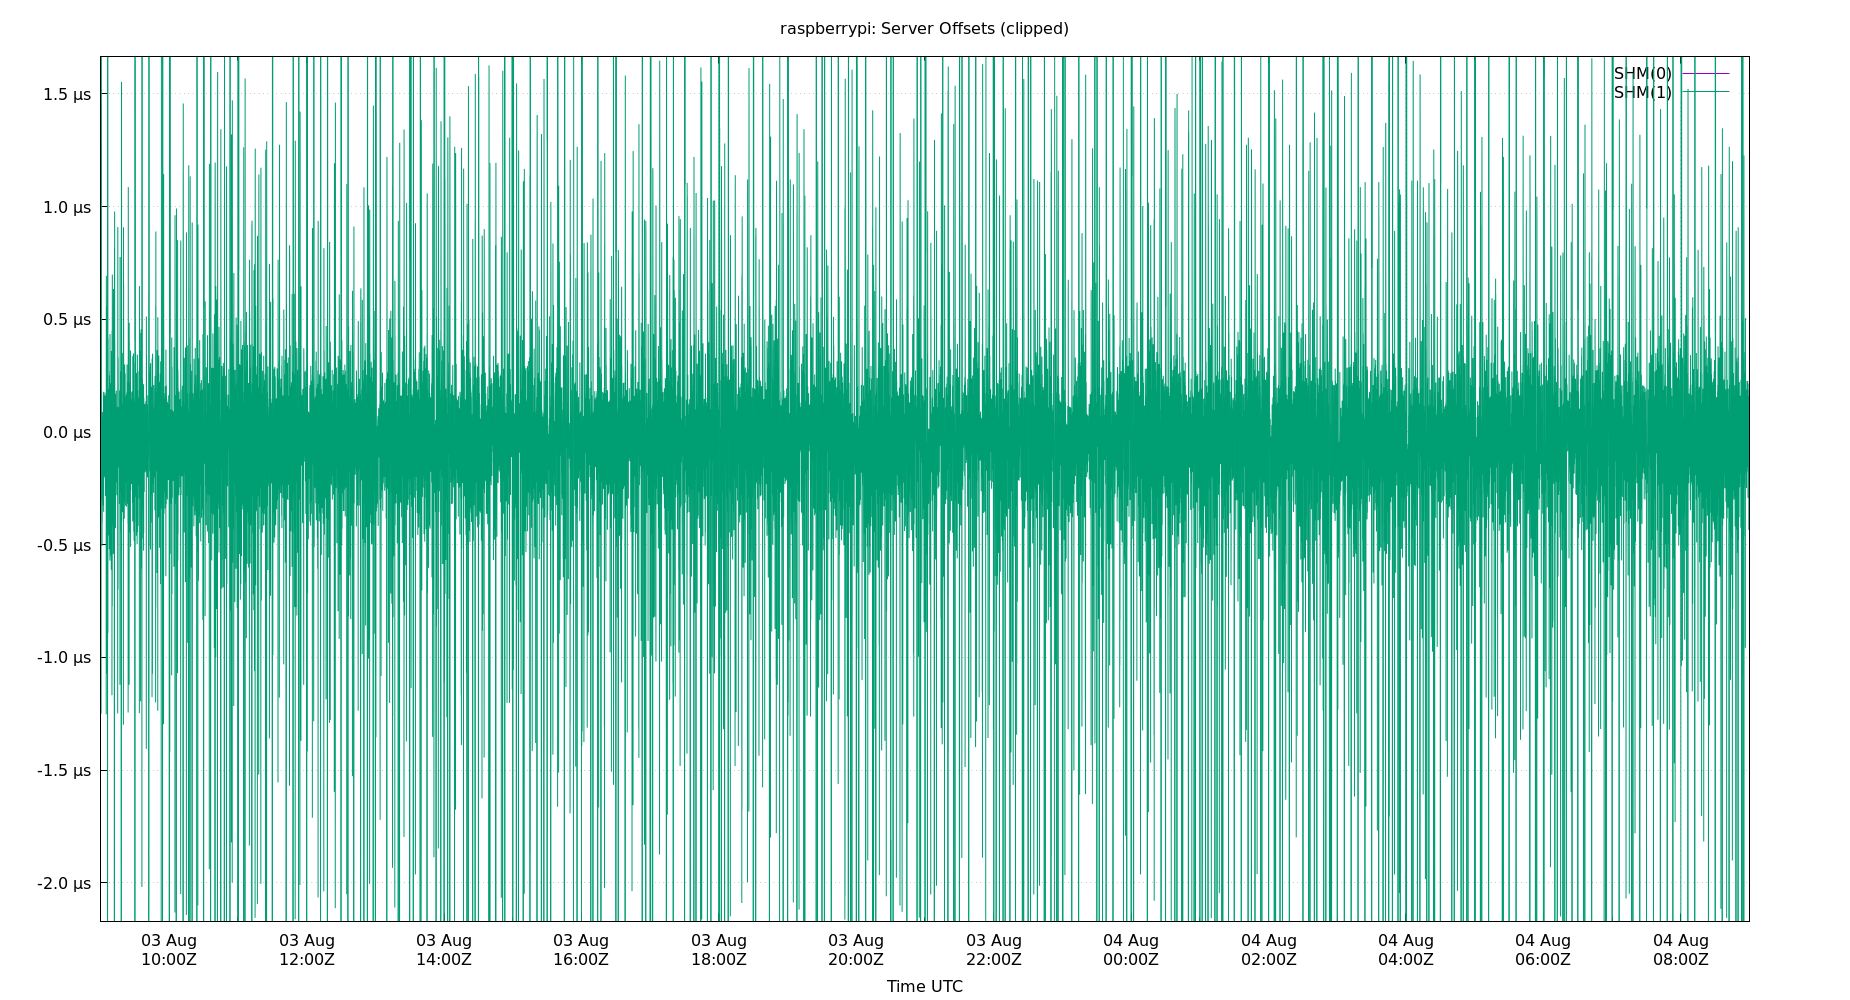 raspberrypi: Server Offsets (clipped)
SHM(0)
SHM(1)
1.5 µs
1.0 µs
0.5 µs
0.0 µs
-0.5 µs
-1.0 µs
-1.5 µs
-2.0 µs
03 Aug 03 Aug 03 Aug 03 Aug 03 Aug 03 Aug 03 Aug 04 Aug 04 Aug 04 Aug 04 Aug 04 Aug
10:00Z 12:00Z 14:00Z 16:00Z 18:00Z 20:00Z 22:00Z 00:00Z 02:00Z 04:00Z 06:00Z 08:00Z
Time UTC